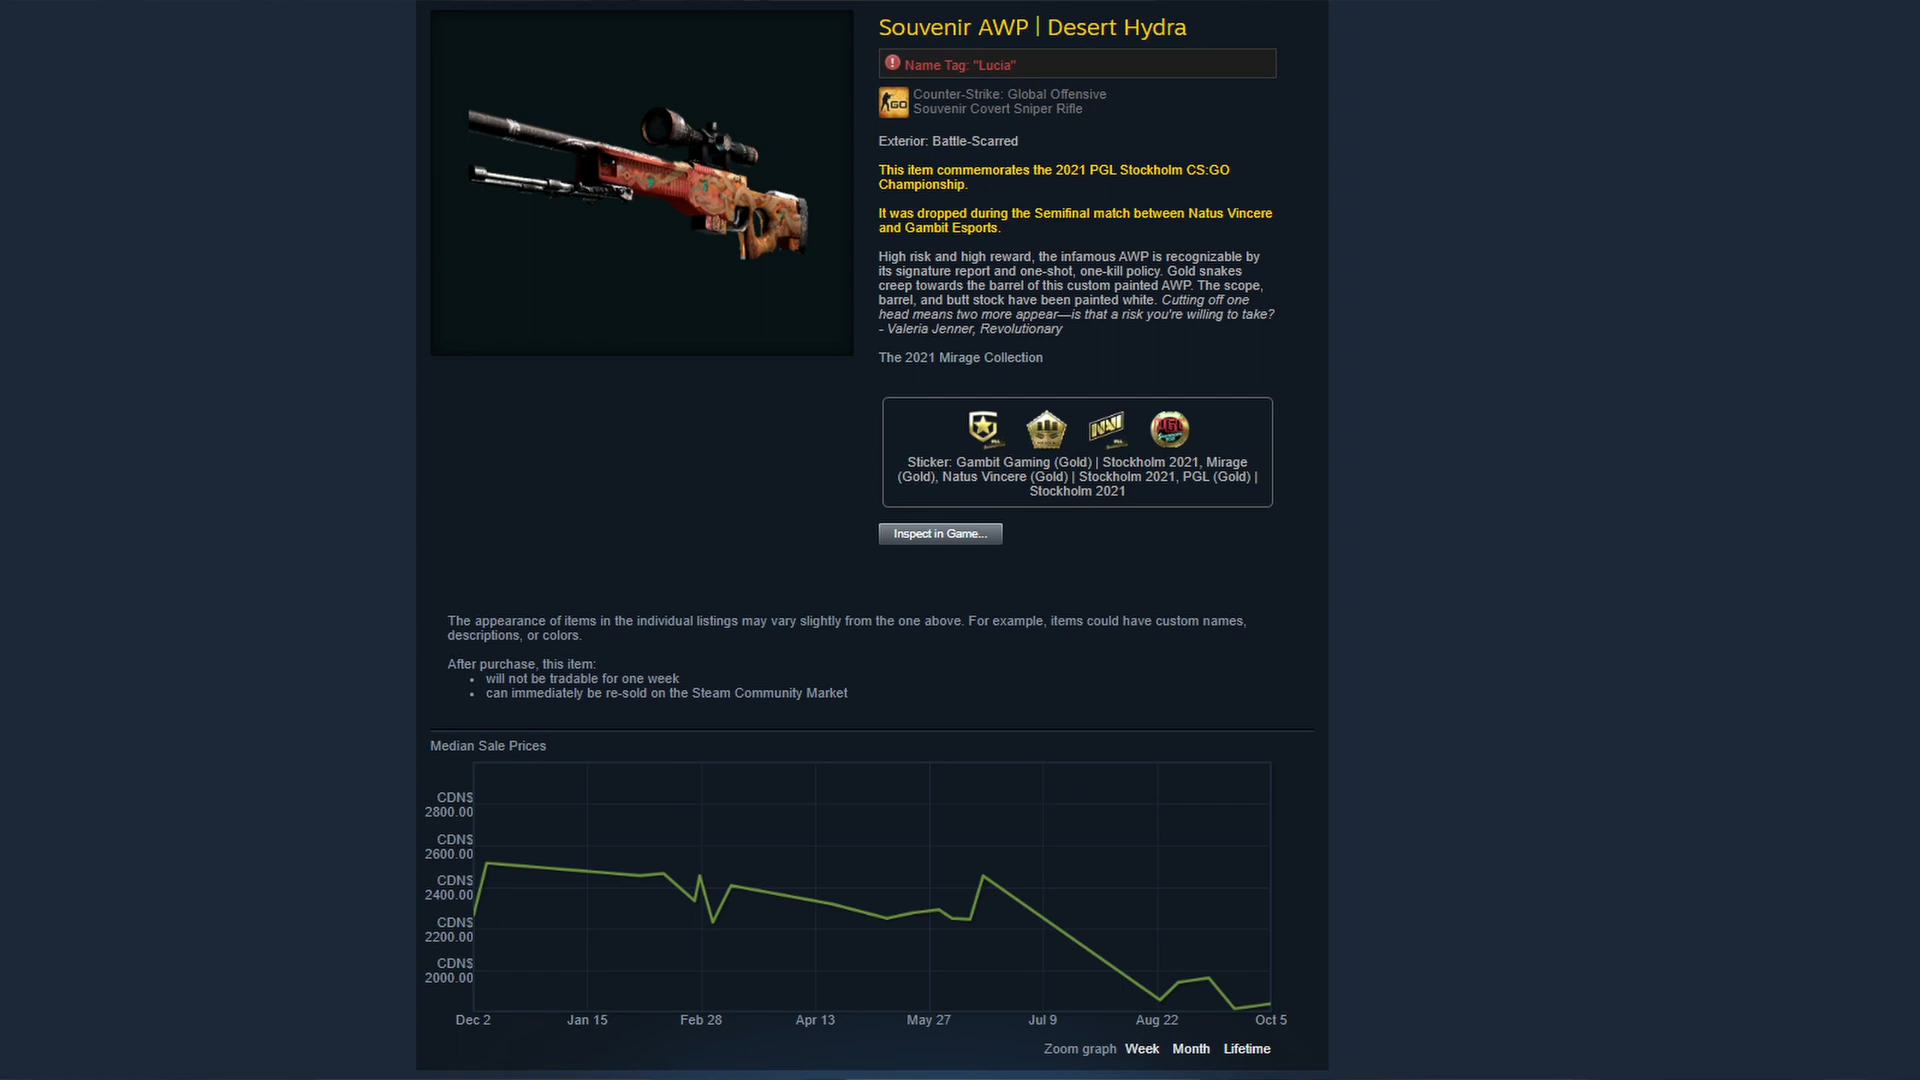 Souvenir AWP | Desert Hydra
Name Tag: "Lucia"
GO
Counter-Strike: Global Offensive
Souvenir Covert Sniper Rifle
Exterior: Battle-Scarred
This item commemorates the 2021 PGL Stockholm CS:GO
Championship.
It was dropped during the Semifinal match between Natus Vincere
and Gambit Esports.
High risk and high reward, the infamous AWP is recognizable by
its signature report and one-shot, one-kill policy. Gold snakes
creep towards the barrel of this custom painted AWP. The scope,
barrel, and butt stock have been painted white. Cutting off one
head means two more appear—is that a risk you're willing to take?
- Valeria Jenner, Revolutionary
The 2021 Mirage Collection
Sticker: Gambit Gaming (Gold) | Stockholm 2021, Mirage
(Gold), Natus Vincere (Gold) | Stockholm 2021, PGL (Gold) |
Stockholm 2021
Inspect in Game...
The appearance of items in the individual listings may vary slightly from the one above. For example, items could have custom names,
descriptions, or colors.
After purchase, this item:
• will not be tradable for one week
• can immediately be re-sold on the Steam Community Market
Median Sale Prices
CDN$
2800.00
CDN$
2600.00
CDN$
2400.00
CDN$
2200.00
CDN$
2000.00
Dec 2 Jan 15 Feb 28 Apr 13 May 27 Jul 9 Aug 22 Oct 5
Zoom graph Week Month Lifetime